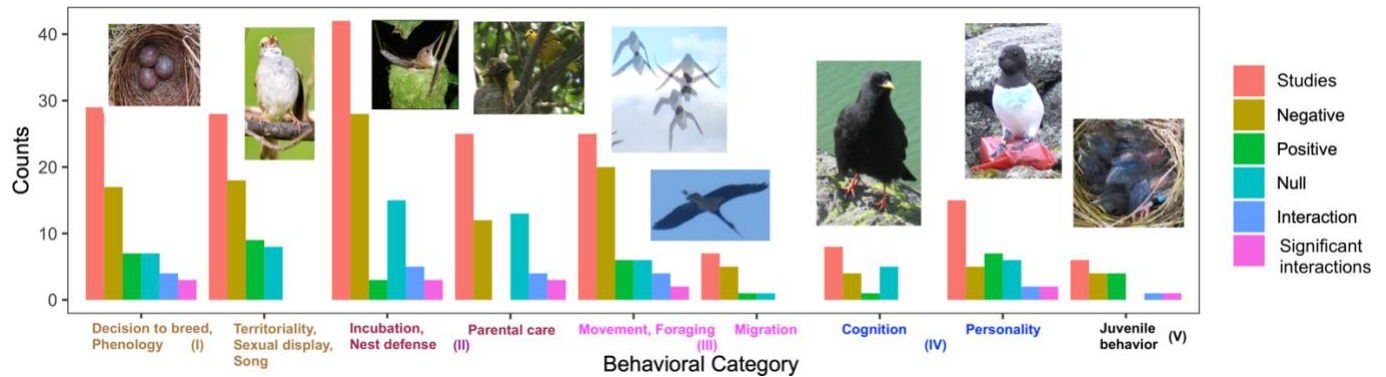 40
30
20
10
0
Counts
Decision to breed,
Phenology (I)
Territoriality,
Sexual display,
Song
Incubation,
Nest defense (II)
Parental care
Movement, Foraging
(III)
Migration
Cognition
(IV)
Personality
Juvenile
behavior (V)
Behavioral Category
Studies
Negative
Positive
Null
Interaction
Significant
interactions